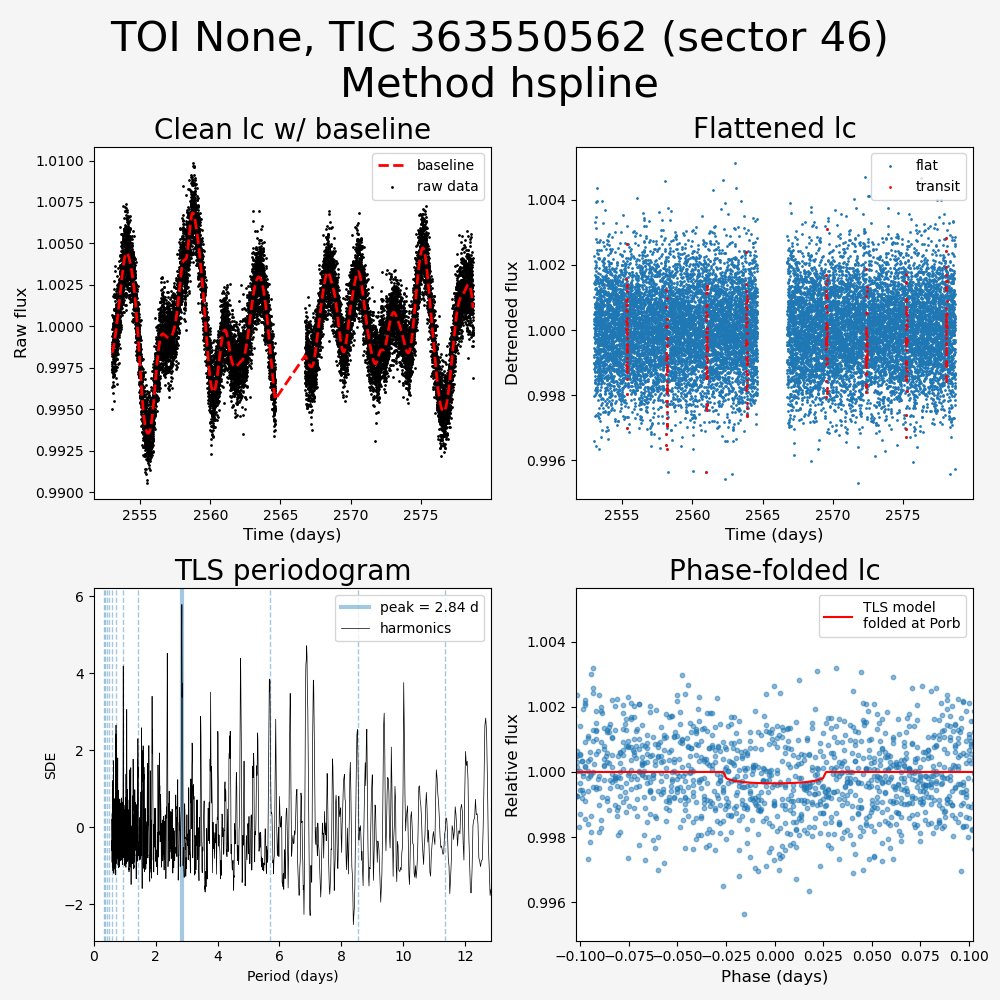 TOI None, TIC 363550562 (sector 46)
Method hspline
Clean lc w/ baseline
Raw flux
1.0100
1.0075
1.0050
1.0025
1.0000
0.9975
0.9950
0.9925
0.9900
baseline
raw data
2555 2560 2565 2570 2575
Time (days)
Flattened lc
Detrended flux
1.004
1.002
1.000
0.998
0.996
flat
transit
2555 2560 2565 2570 2575
Time (days)
TLS periodogram
SDE
6
4
2
0
−2
peak = 2.84 d
harmonics
0 2 4 6 8 10 12
Period (days)
Phase-folded lc
Relative flux
1.004
1.002
1.000
0.998
0.996
TLS model
folded at Porb
−0.100 −0.075 −0.050 −0.025 0.000 0.025 0.050 0.075 0.100
Phase (days)